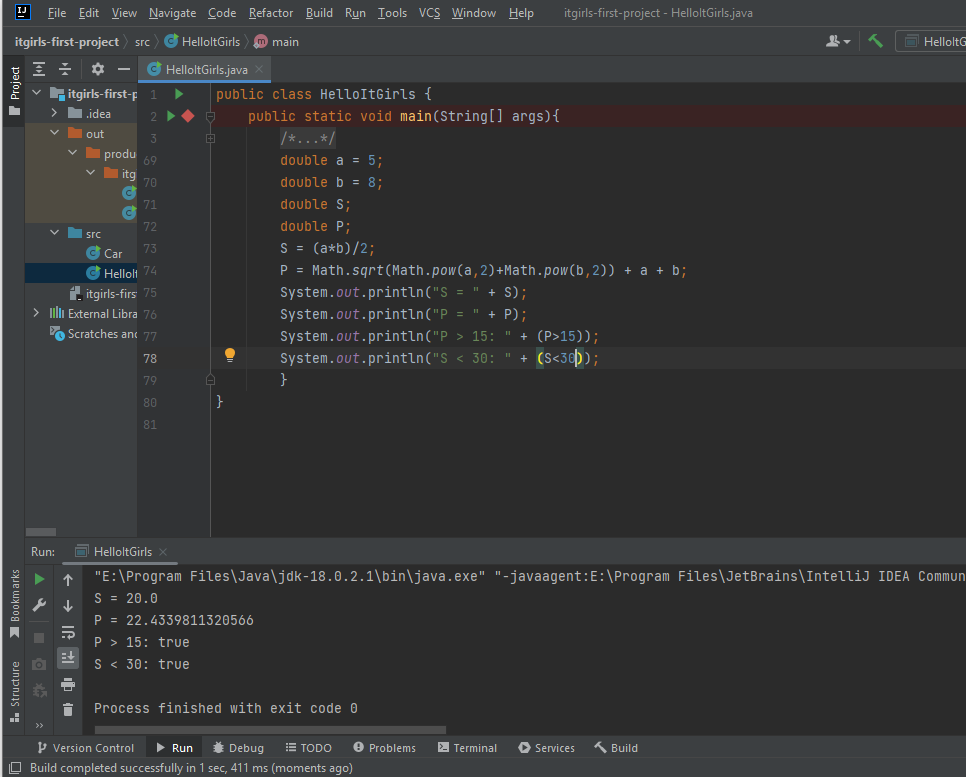 File Edit View Navigate Code Refactor Build Run Tools VCS Window Help itgirls-first-project - HelloItGirls.java
itgirls-first-project src HelloItGirls main HelloItG
Project
HelloItGirls.java
itgirls-first-p
.idea
out
produ
itg
src
Car
HelloIt
itgirls-firs
External Libra
Scratches and
1 public class HelloItGirls {
2 public static void main(String[] args){
3 /*...*/
69 double a = 5;
70 double b = 8;
71 double S;
72 double P;
73 S = (a*b)/2;
74 P = Math.sqrt(Math.pow(a,2)+Math.pow(b,2)) + a + b;
75 System.out.println("S = " + S);
76 System.out.println("P = " + P);
77 System.out.println("P > 15: " + (P>15));
78 System.out.println("S < 30: " + (S<30));
79 }
80 }
81
Run: HelloItGirls
Bookmarks
Structure
"E:\Program Files\Java\jdk-18.0.2.1\bin\java.exe" "-javaagent:E:\Program Files\JetBrains\IntelliJ IDEA Commun
S = 20.0
P = 22.4339811320566
P > 15: true
S < 30: true
Process finished with exit code 0
Version Control Run Debug TODO Problems Terminal Services Build
Build completed successfully in 1 sec, 411 ms (moments ago)